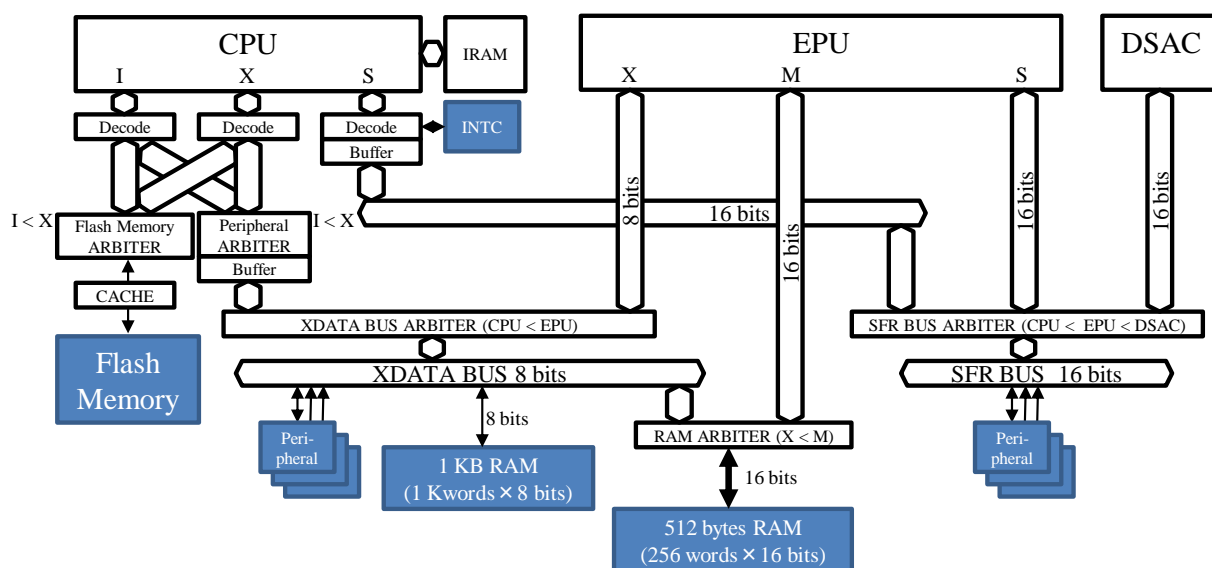 CPU
EPU
DSAC
IRAM
I
X
S
X
M
S
Decode
Decode
Decode
Buffer
INTC
I < X
Flash Memory
ARBITER
Peripheral
ARBITER
Buffer
I < X
16 bits
8 bits
16 bits
16 bits
16 bits
CACHE
Flash
Memory
XDATA BUS ARBITER (CPU < EPU)
SFR BUS ARBITER (CPU < EPU < DSAC)
XDATA BUS 8 bits
SFR BUS 16 bits
8 bits
Peri-
pheral
1 KB RAM
(1 Kwords × 8 bits)
RAM ARBITER (X < M)
16 bits
512 bytes RAM
(256 words × 16 bits)
Peri-
pheral